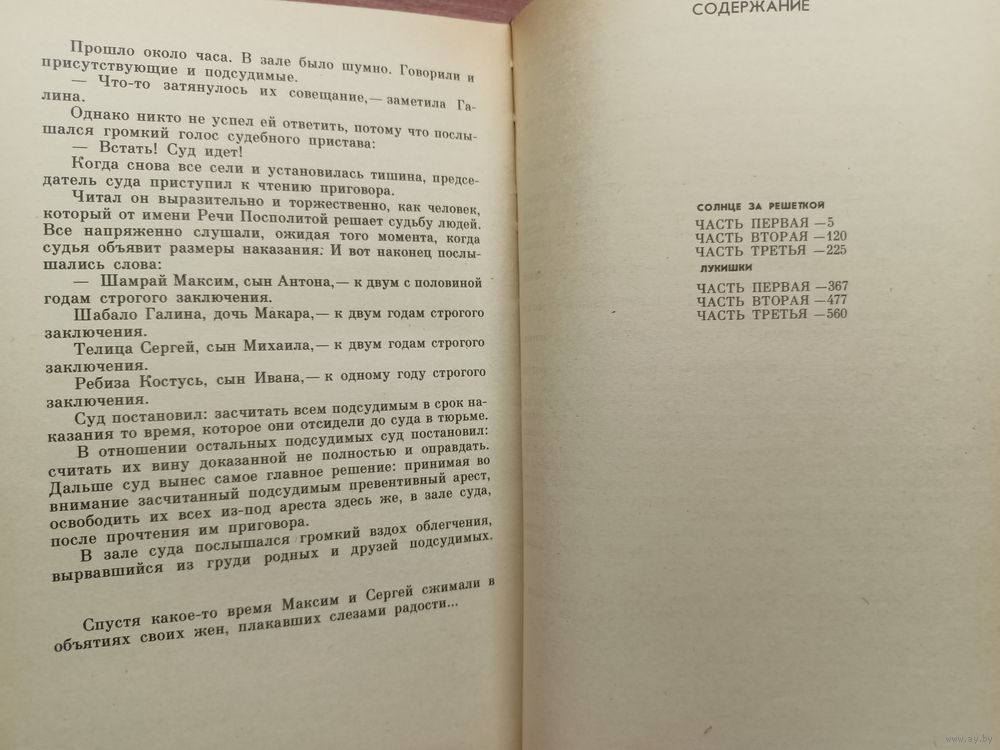 Прошло около часа. В зале было шумно. Говорили и
присутствующие и подсудимые.
— Что-то затянулось их совещание,— заметила Га-
лина.
Однако никто не успел ей ответить, потому что послы-
шался громкий голос судебного пристава:
— Встать! Суд идет!
Когда снова все сели и установилась тишина, предсе-
датель суда приступил к чтению приговора.
Читал он выразительно и торжественно, как человек,
который от имени Речи Посполитой решает судьбу людей.
Все напряженно слушали, ожидая того момента, когда
судья объявит размеры наказания: И вот наконец послы-
шались слова:
— Шамрай Максим, сын Антона,— к двум с половиной
годам строгого заключения.
Шабало Галина, дочь Макара,— к двум годам строгого
заключения.
Телица Сергей, сын Михаила,— к двум годам строгого
заключения.
Ребиза Костусь, сын Ивана,— к одному году строгого
заключения.
Суд постановил: засчитать всем подсудимым в срок на-
казания то время, которое они отсидели до суда в тюрьме.
В отношении остальных подсудимых суд постановил:
считать их вину доказанной не полностью и оправдать.
Дальше суд вынес самое главное решение: принимая во
внимание засчитанный подсудимым превентивный арест,
освободить их всех из-под ареста здесь же, в зале суда,
после прочтения им приговора.
В зале суда послышался громкий вздох облегчения,
вырвавшийся из груди родных и друзей подсудимых.
Спустя какое-то время Максим и Сергей сжимали в
объятиях своих жен, плакавших слезами радости...
СОДЕРЖАНИЕ
СОЛНЦЕ ЗА РЕШЕТКОЙ
ЧАСТЬ ПЕРВАЯ —5
ЧАСТЬ ВТОРАЯ —120
ЧАСТЬ ТРЕТЬЯ —225
ЛУКИШКИ
ЧАСТЬ ПЕРВАЯ —367
ЧАСТЬ ВТОРАЯ —477
ЧАСТЬ ТРЕТЬЯ —560
www.ay.by